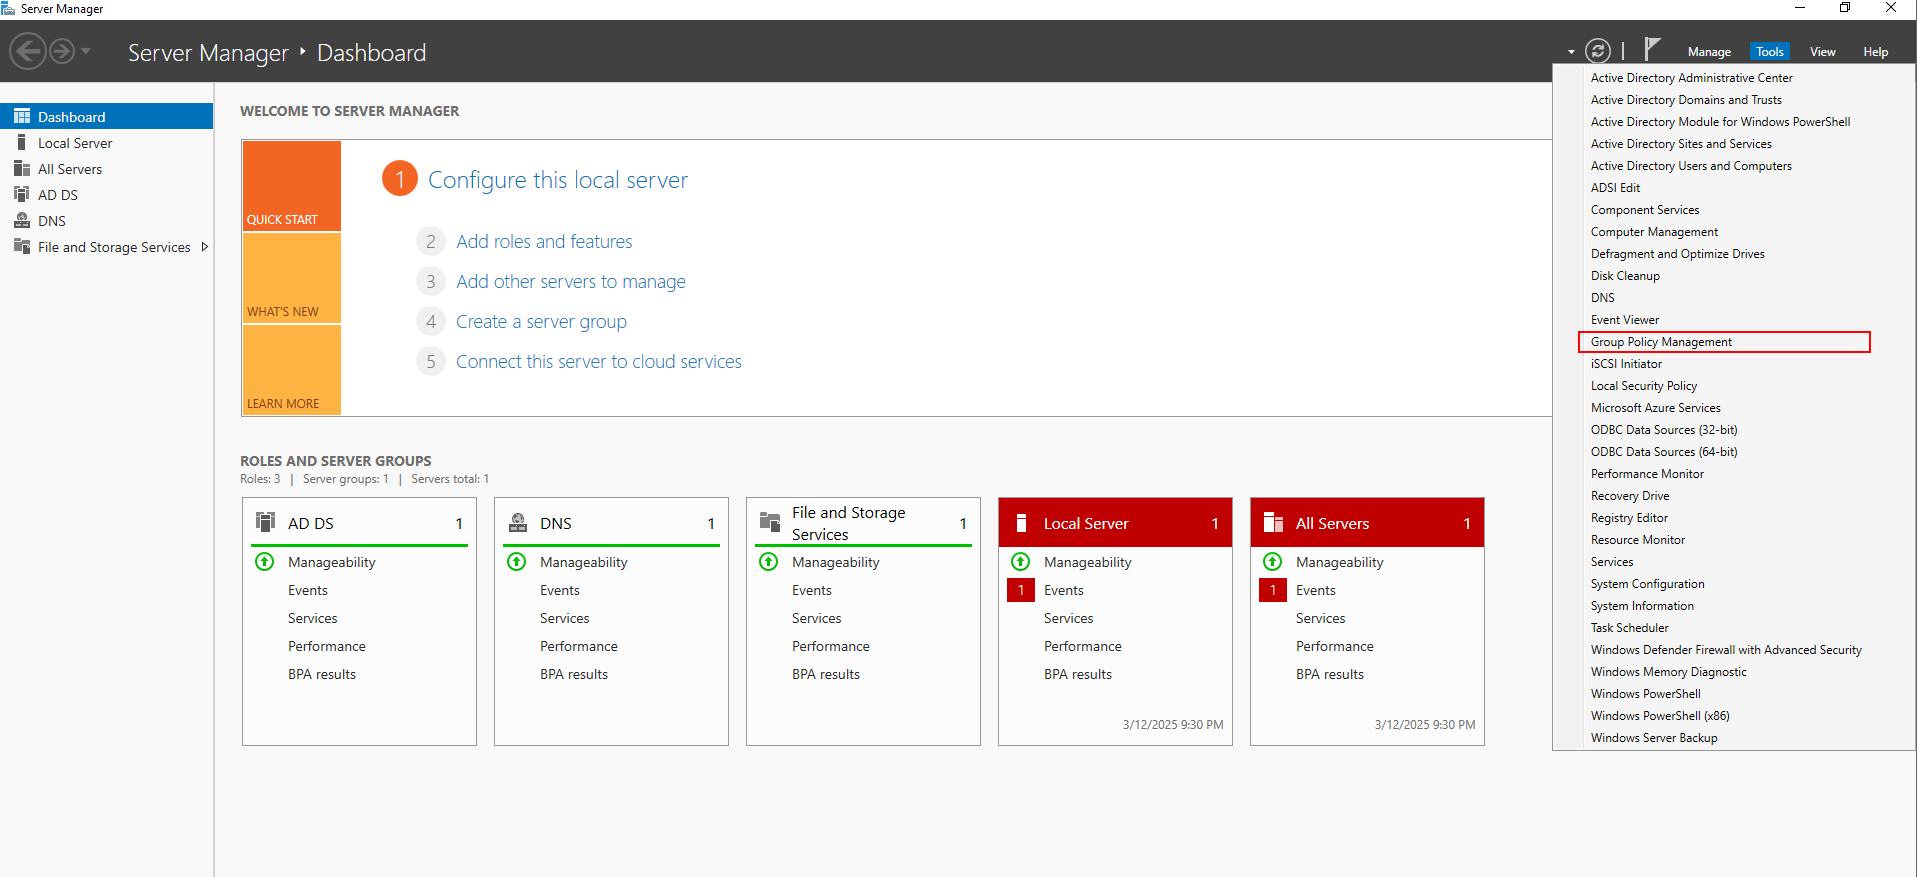 Server Manager
Server Manager ‣ Dashboard
Manage Tools View Help
Dashboard
Local Server
All Servers
AD DS
DNS
File and Storage Services
WELCOME TO SERVER MANAGER
QUICK START
WHAT'S NEW
LEARN MORE
1 Configure this local server
2 Add roles and features
3 Add other servers to manage
4 Create a server group
5 Connect this server to cloud services
ROLES AND SERVER GROUPS
Roles: 3 | Server groups: 1 | Servers total: 1
AD DS 1
Manageability
Events
Services
Performance
BPA results
DNS 1
Manageability
Events
Services
Performance
BPA results
File and Storage
Services 1
Manageability
Events
Services
Performance
BPA results
Local Server 1
Manageability
1 Events
Services
Performance
BPA results
3/12/2025 9:30 PM
All Servers 1
Manageability
1 Events
Services
Performance
BPA results
3/12/2025 9:30 PM
Active Directory Administrative Center
Active Directory Domains and Trusts
Active Directory Module for Windows PowerShell
Active Directory Sites and Services
Active Directory Users and Computers
ADSI Edit
Component Services
Computer Management
Defragment and Optimize Drives
Disk Cleanup
DNS
Event Viewer
Group Policy Management
iSCSI Initiator
Local Security Policy
Microsoft Azure Services
ODBC Data Sources (32-bit)
ODBC Data Sources (64-bit)
Performance Monitor
Recovery Drive
Registry Editor
Resource Monitor
Services
System Configuration
System Information
Task Scheduler
Windows Defender Firewall with Advanced Security
Windows Memory Diagnostic
Windows PowerShell
Windows PowerShell (x86)
Windows Server Backup